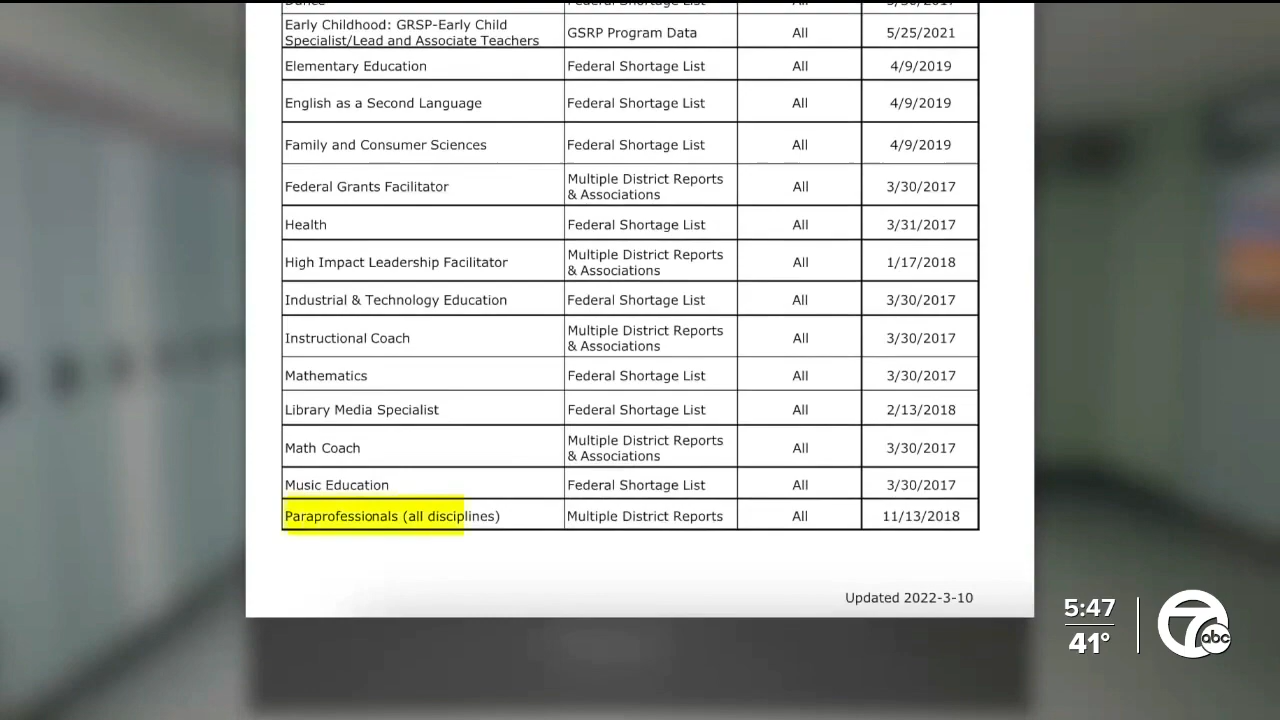 Early Childhood: GRSP-Early Child
Specialist/Lead and Associate Teachers
GSRP Program Data
All
5/25/2021
Elementary Education
Federal Shortage List
All
4/9/2019
English as a Second Language
Federal Shortage List
All
4/9/2019
Family and Consumer Sciences
Federal Shortage List
All
4/9/2019
Federal Grants Facilitator
Multiple District Reports
& Associations
All
3/30/2017
Health
Federal Shortage List
All
3/31/2017
High Impact Leadership Facilitator
Multiple District Reports
& Associations
All
1/17/2018
Industrial & Technology Education
Federal Shortage List
All
3/30/2017
Instructional Coach
Multiple District Reports
& Associations
All
3/30/2017
Mathematics
Federal Shortage List
All
3/30/2017
Library Media Specialist
Federal Shortage List
All
2/13/2018
Math Coach
Multiple District Reports
& Associations
All
3/30/2017
Music Education
Federal Shortage List
All
3/30/2017
Paraprofessionals (all disciplines)
Multiple District Reports
All
11/13/2018
Updated 2022-3-10
5:47
41°
7 abc